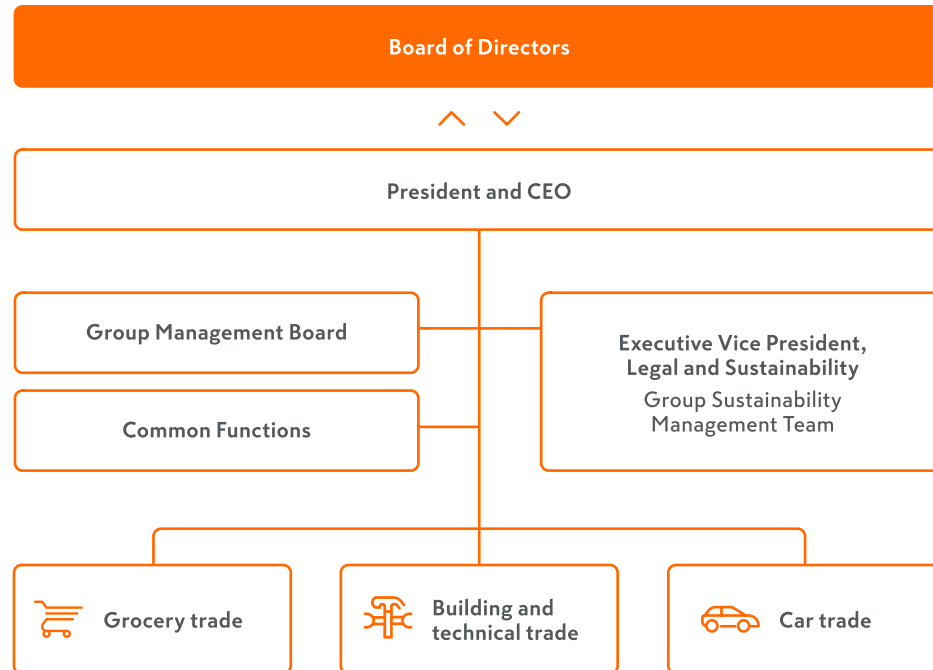 Board of Directors
President and CEO
Group Management Board
Executive Vice President,
Legal and Sustainability
Group Sustainability
Management Team
Common Functions
Grocery trade
Building and
technical trade
Car trade